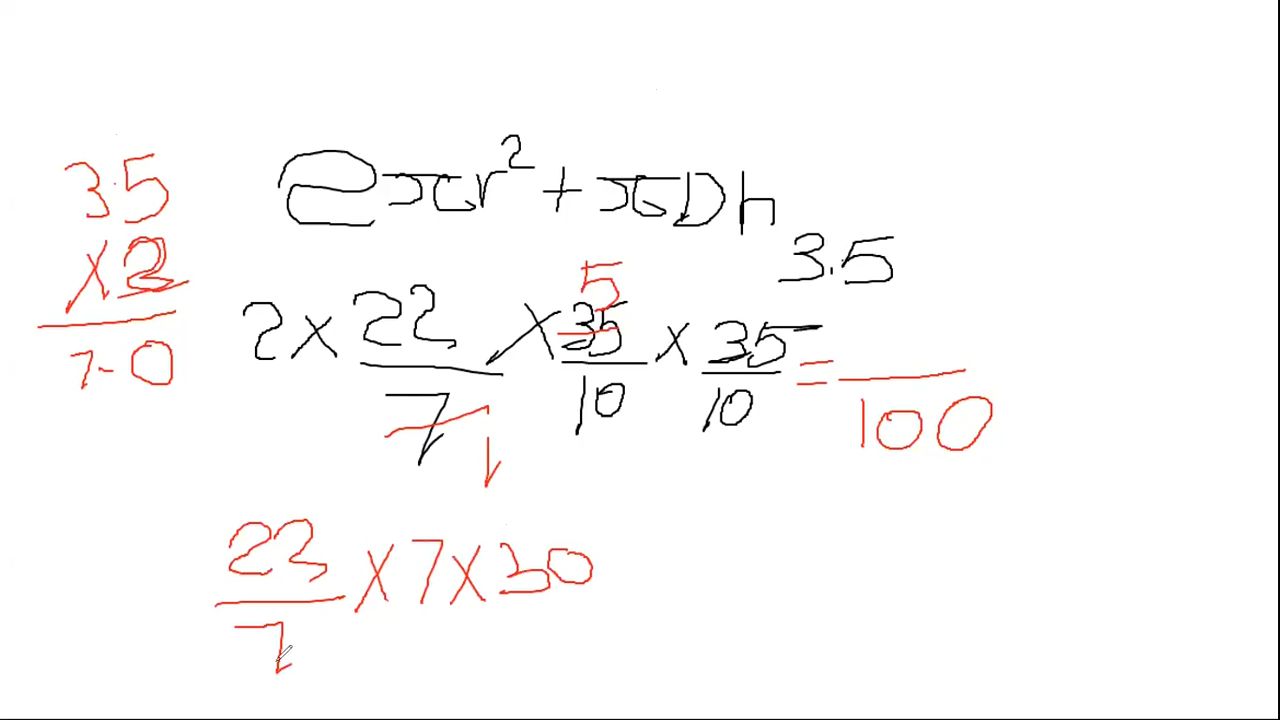 2πr² + πDh
3.5
2 × 22/7 × 35/10 × 35/10 = /100
5
1
3.5
×2
7.0
22/7 × 7 × 30